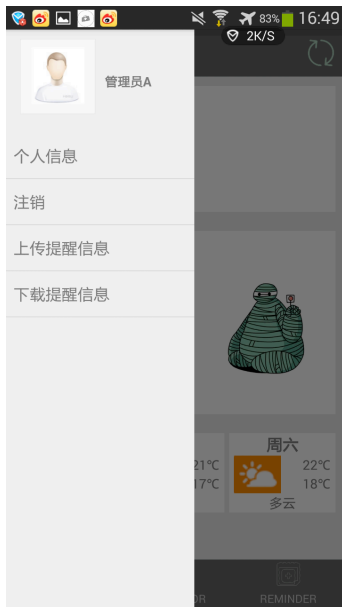 83% 16:49
2K/S
管理员A
个人信息
注销
上传提醒信息
下载提醒信息
周六
21℃ 22℃
17℃ 18℃
多云
OR REMINDER